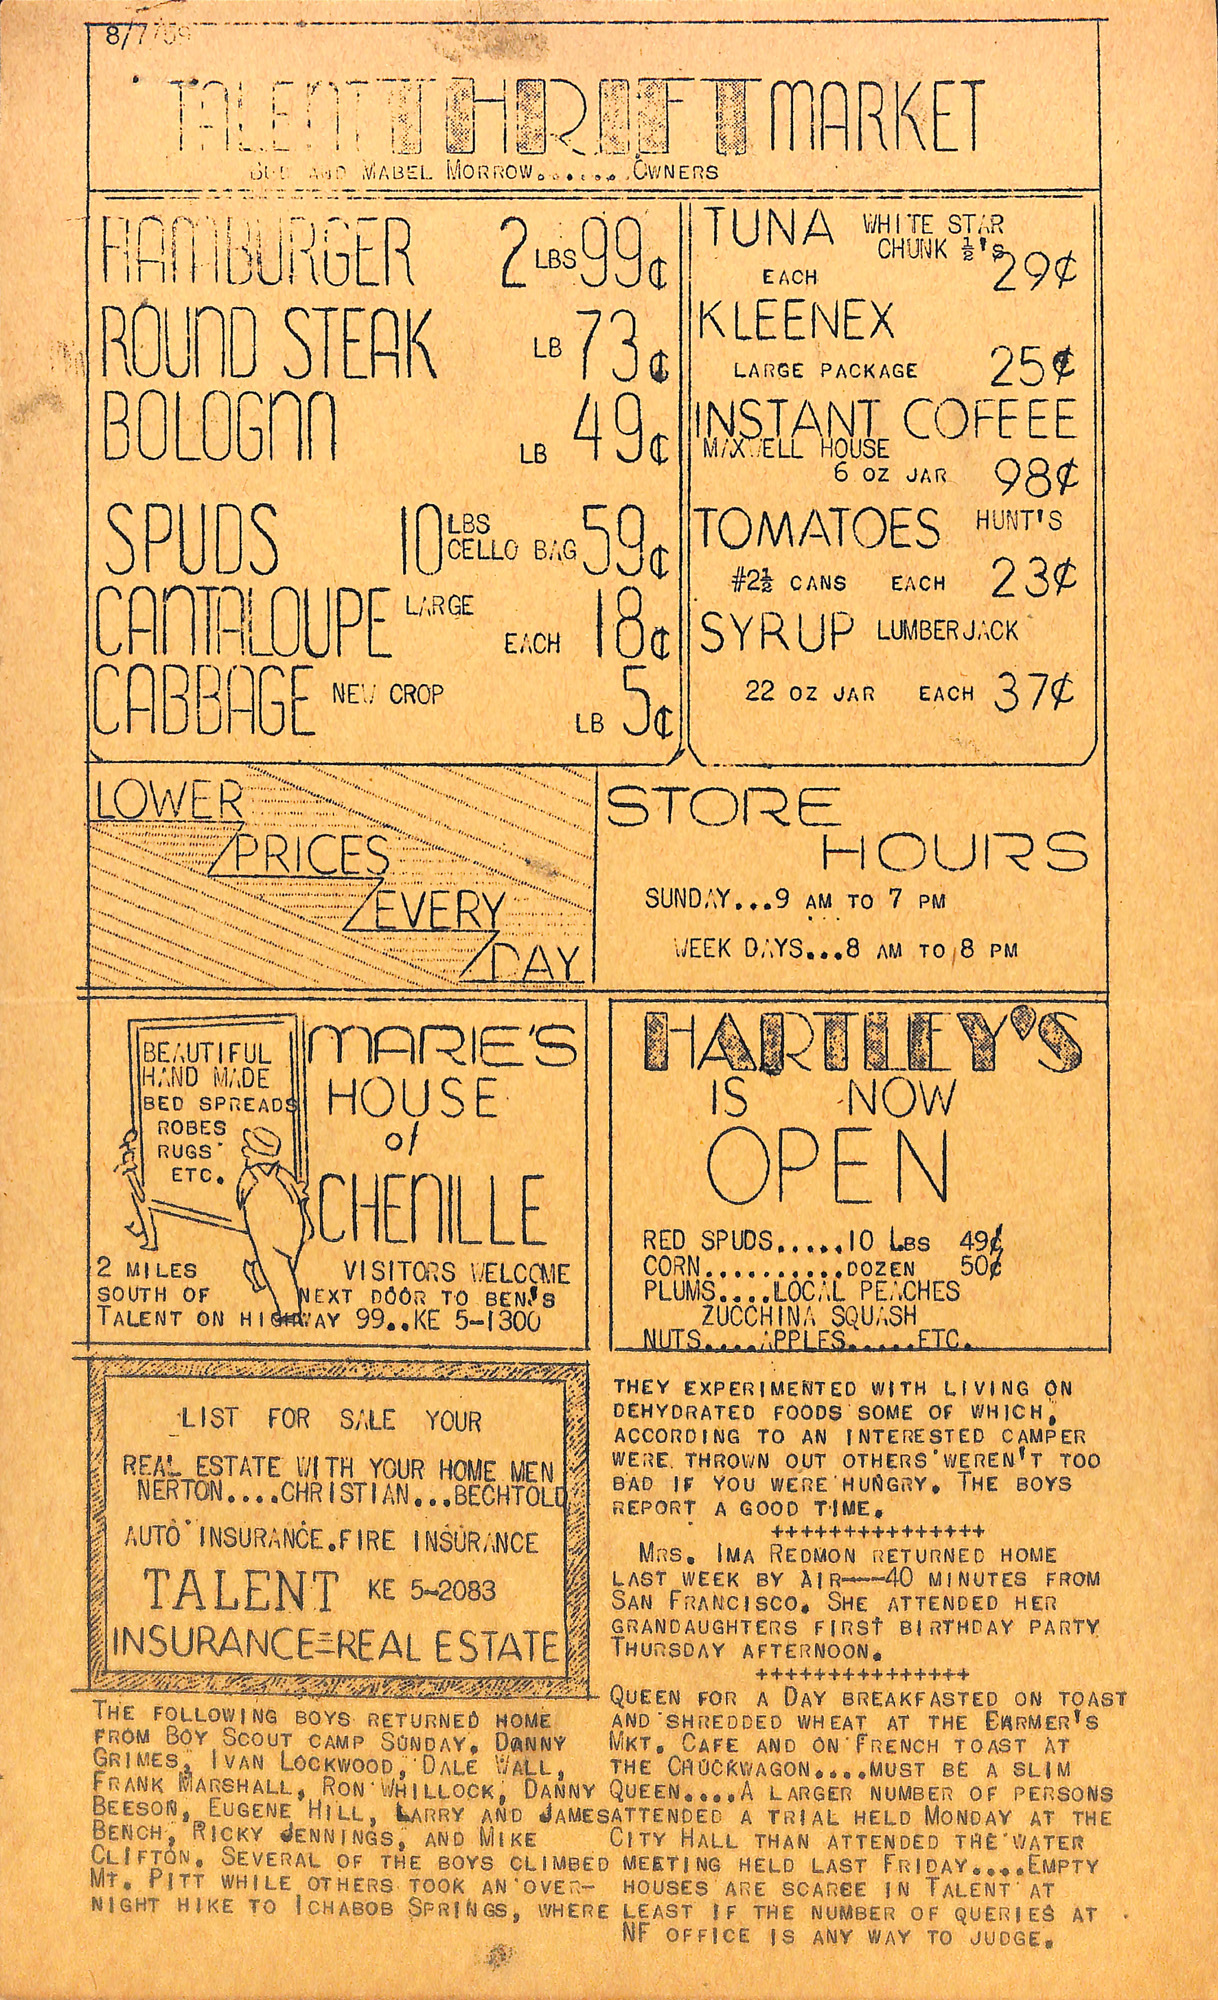 8/7/59
TALENT THRIFT MARKET
BUD AND MABEL MORROW.......OWNERS
HAMBURGER 2 LBS 99¢
ROUND STEAK LB 73¢
BOLOGNA LB 49¢
SPUDS 10 LBS CELLO BAG 59¢
CANTALOUPE LARGE EACH 18¢
CABBAGE NEW CROP LB 5¢
TUNA WHITE STAR
CHUNK ½'S
EACH 29¢
KLEENEX
LARGE PACKAGE 25¢
INSTANT COFEEE
MAXWELL HOUSE
6 OZ JAR 98¢
TOMATOES HUNT'S
#2½ CANS EACH 23¢
SYRUP LUMBERJACK
22 OZ JAR EACH 37¢
LOWER
PRICES
EVERY
DAY
STORE
HOURS
SUNDAY...9 AM TO 7 PM
WEEK DAYS...8 AM TO 8 PM
BEAUTIFUL
HAND MADE
BED SPREADS
ROBES
RUGS
ETC.
MARIE'S
HOUSE
of
CHENILLE
2 MILES VISITORS WELCOME
SOUTH OF NEXT DOOR TO BEN'S
TALENT ON HIGHWAY 99..KE 5-1300
HARTLEY'S
IS NOW
OPEN
RED SPUDS.....10 LBS 49¢
CORN..........DOZEN 50¢
PLUMS....LOCAL PEACHES
ZUCCHINA SQUASH
NUTS....APPLES.....ETC.
LIST FOR SALE YOUR
REAL ESTATE WITH YOUR HOME MEN
NERTON....CHRISTIAN...BECHTOLD
AUTO INSURANCE.FIRE INSURANCE
TALENT KE 5-2083
INSURANCE=REAL ESTATE
THE FOLLOWING BOYS RETURNED HOME
FROM BOY SCOUT CAMP SUNDAY. DANNY
GRIMES, IVAN LOCKWOOD, DALE WALL,
FRANK MARSHALL, RON WHILLOCK, DANNY
BEESON, EUGENE HILL, LARRY AND JAMES
BENCH, RICKY JENNINGS, AND MIKE
CLIFTON. SEVERAL OF THE BOYS CLIMBED
MT. PITT WHILE OTHERS TOOK AN OVER-
NIGHT HIKE TO ICHABOB SPRINGS, WHERE
THEY EXPERIMENTED WITH LIVING ON
DEHYDRATED FOODS SOME OF WHICH,
ACCORDING TO AN INTERESTED CAMPER
WERE THROWN OUT OTHERS WEREN'T TOO
BAD IF YOU WERE HUNGRY. THE BOYS
REPORT A GOOD TIME.
+++++++++++++++
MRS. IMA REDMON RETURNED HOME
LAST WEEK BY AIR---40 MINUTES FROM
SAN FRANCISCO. SHE ATTENDED HER
GRANDAUGHTERS FIRST BIRTHDAY PARTY
THURSDAY AFTERNOON.
+++++++++++++++
QUEEN FOR A DAY BREAKFASTED ON TOAST
AND SHREDDED WHEAT AT THE FARMER'S
MKT. CAFE AND ON FRENCH TOAST AT
THE CHUCKWAGON....MUST BE A SLIM
QUEEN....A LARGER NUMBER OF PERSONS
ATTENDED A TRIAL HELD MONDAY AT THE
CITY HALL THAN ATTENDED THE WATER
MEETING HELD LAST FRIDAY....EMPTY
HOUSES ARE SCARCE IN TALENT AT
LEAST IF THE NUMBER OF QUERIES AT
NF OFFICE IS ANY WAY TO JUDGE.